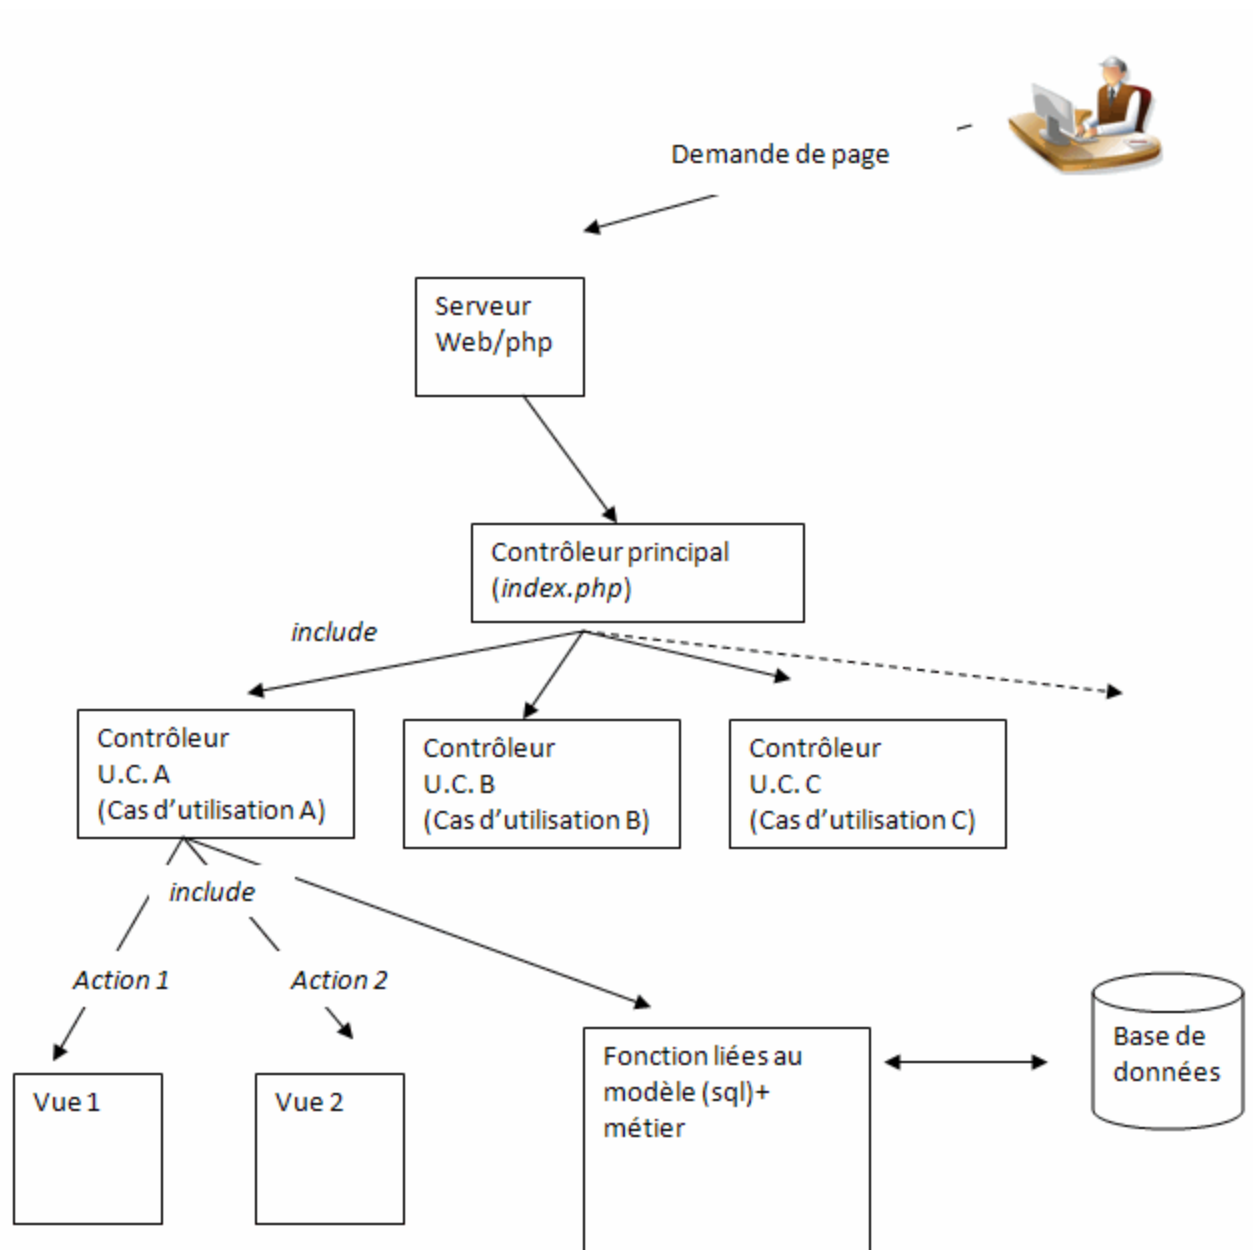 Demande de page
Serveur
Web/php
Contrôleur principal
(index.php)
include
Contrôleur
U.C. A
(Cas d’utilisation A)
Contrôleur
U.C. B
(Cas d’utilisation B)
Contrôleur
U.C. C
(Cas d’utilisation C)
include
Action 1
Action 2
Vue 1
Vue 2
Fonction liées au
modèle (sql)+
métier
Base de
données